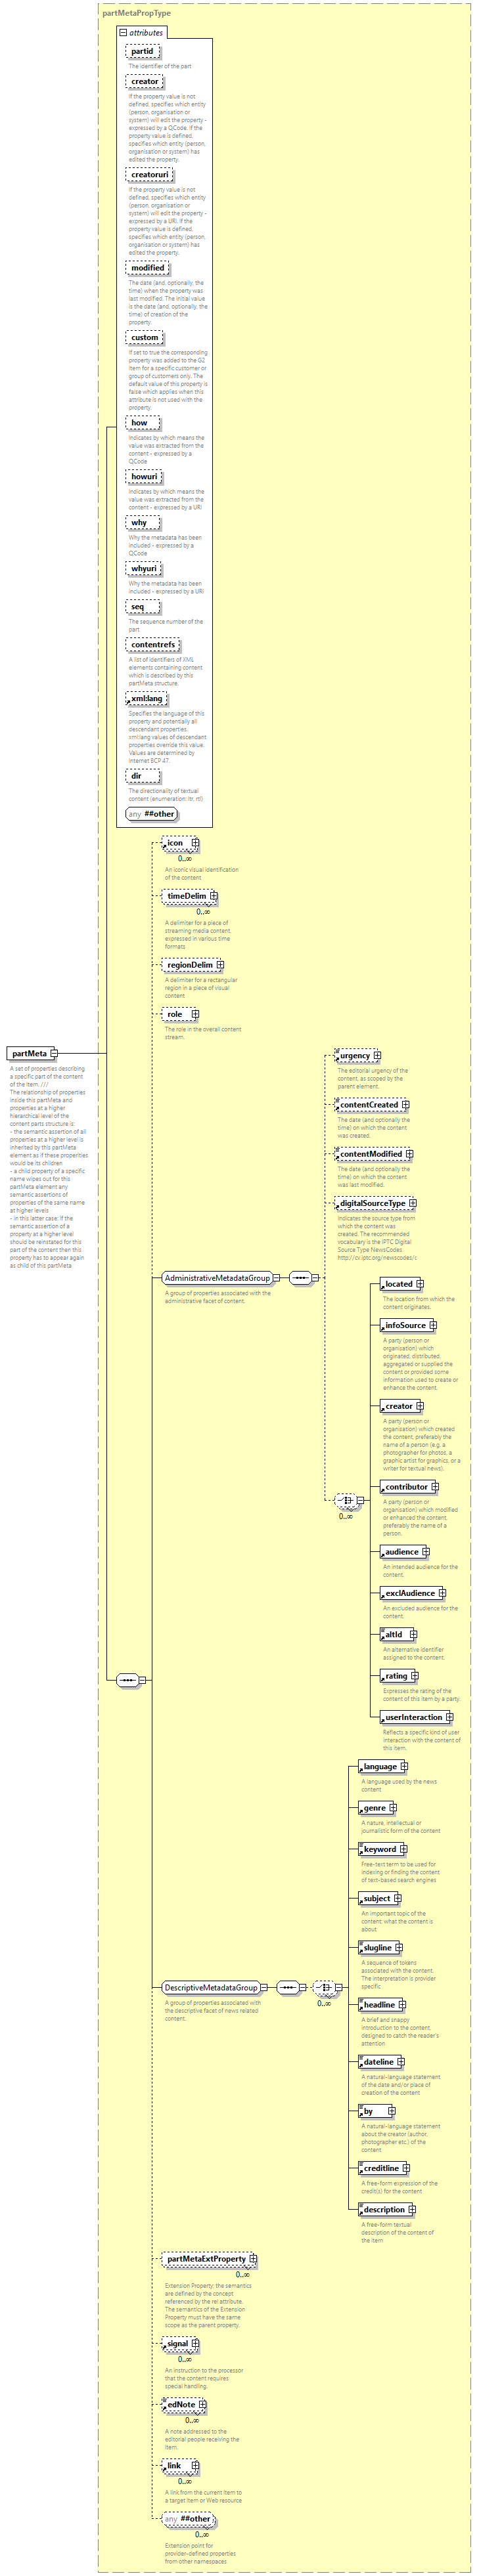 partMetaPropType
attributes
partid
The identifier of the part
creator
If the property value is not
defined, specifies which entity
(person, organisation or
system) will edit the property -
expressed by a QCode. If the
property value is defined,
specifies which entity (person,
organisation or system) has
edited the property.
creatoruri
If the property value is not
defined, specifies which entity
(person, organisation or
system) will edit the property -
expressed by a URI. If the
property value is defined,
specifies which entity (person,
organisation or system) has
edited the property.
modified
The date (and, optionally, the
time) when the property was
last modified. The initial value
is the date (and, optionally, the
time) of creation of the
property.
custom
If set to true the corresponding
property was added to the G2
Item for a specific customer or
group of customers only. The
default value of this property is
false which applies when this
attribute is not used with the
property.
how
Indicates by which means the
value was extracted from the
content - expressed by a
QCode
howuri
Indicates by which means the
value was extracted from the
content - expressed by a URI
why
Why the metadata has been
included - expressed by a
QCode
whyuri
Why the metadata has been
included - expressed by a URI
seq
The sequence number of the
part
contentrefs
A list of identifiers of XML
elements containing content
which is described by this
partMeta structure.
xml:lang
Specifies the language of this
property and potentially all
descendant properties.
xml:lang values of descendant
properties override this value.
Values are determined by
Internet BCP 47.
dir
The directionality of textual
content (enumeration: ltr, rtl)
any ##other
icon
0..∞
An iconic visual identification
of the content
timeDelim
0..∞
A delimiter for a piece of
streaming media content,
expressed in various time
formats
regionDelim
A delimiter for a rectangular
region in a piece of visual
content
role
The role in the overall content
stream.
partMeta
A set of properties describing
a specific part of the content
of the Item. ///
The relationship of properties
inside this partMeta and
properties at a higher
hierarchical level of the
content parts structure is:
- the semantic assertion of all
properties at a higher level is
inherited by this partMeta
element as if these properties
would be its children
- a child property of a specific
name wipes out for this
partMeta element any
semantic assertions of
properties of the same name
at higher levels
- in this latter case: if the
semantic assertion of a
property at a higher level
should be reinstated for this
part of the content then this
property has to appear again
as child of this partMeta
AdministrativeMetadataGroup
A group of properties associated with the
administrative facet of content.
urgency
The editorial urgency of the
content, as scoped by the
parent element.
contentCreated
The date (and optionally the
time) on which the content
was created.
contentModified
The date (and optionally the
time) on which the content
was last modified.
digitalSourceType
Indicates the source type from
which the content was
created. The recommended
vocabulary is the IPTC Digital
Source Type NewsCodes
http://cv.iptc.org/newscodes/c
0..∞
located
The location from which the
content originates.
infoSource
A party (person or
organisation) which
originated, distributed,
aggregated or supplied the
content or provided some
information used to create or
enhance the content.
creator
A party (person or
organisation) which created
the content, preferably the
name of a person (e.g. a
photographer for photos, a
graphic artist for graphics, or a
writer for textual news).
contributor
A party (person or
organisation) which modified
or enhanced the content,
preferably the name of a
person.
audience
An intended audience for the
content.
exclAudience
An excluded audience for the
content.
altId
An alternative identifier
assigned to the content.
rating
Expresses the rating of the
content of this item by a party.
userInteraction
Reflects a specific kind of user
interaction with the content of
this item.
DescriptiveMetadataGroup
A group of properties associated with
the descriptive facet of news related
content.
0..∞
language
A language used by the news
content
genre
A nature, intellectual or
journalistic form of the content
keyword
Free-text term to be used for
indexing or finding the content
of text-based search engines
subject
An important topic of the
content; what the content is
about
slugline
A sequence of tokens
associated with the content.
The interpretation is provider
specific
headline
A brief and snappy
introduction to the content,
designed to catch the reader's
attention
dateline
A natural-language statement
of the date and/or place of
creation of the content
by
A natural-language statement
about the creator (author,
photographer etc.) of the
content
creditline
A free-form expression of the
credit(s) for the content
description
A free-form textual
description of the content of
the item
partMetaExtProperty
0..∞
Extension Property; the semantics
are defined by the concept
referenced by the rel attribute.
The semantics of the Extension
Property must have the same
scope as the parent property.
signal
0..∞
An instruction to the processor
that the content requires
special handling.
edNote
0..∞
A note addressed to the
editorial people receiving the
Item.
link
0..∞
A link from the current Item to
a target Item or Web resource
any ##other
0..∞
Extension point for
provider-defined properties
from other namespaces